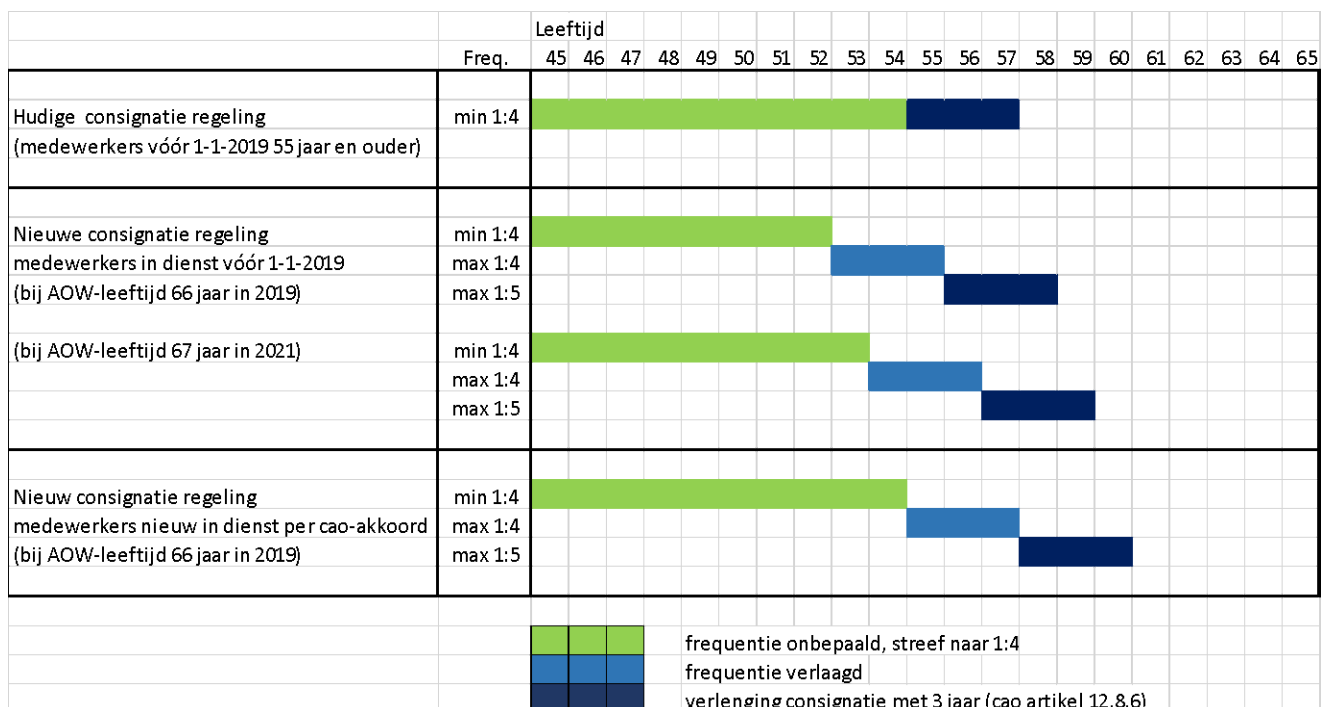 Leeftijd
Freq. 45 46 47 48 49 50 51 52 53 54 55 56 57 58 59 60 61 62 63 64 65
Hudige consignatie regeling min 1:4
(medewerkers vóór 1-1-2019 55 jaar en ouder)
Nieuwe consignatie regeling min 1:4
medewerkers in dienst vóór 1-1-2019 max 1:4
(bij AOW-leeftijd 66 jaar in 2019) max 1:5
(bij AOW-leeftijd 67 jaar in 2021) min 1:4
max 1:4
max 1:5
Nieuw consignatie regeling min 1:4
medewerkers nieuw in dienst per cao-akkoord max 1:4
(bij AOW-leeftijd 66 jaar in 2019) max 1:5
frequentie onbepaald, streef naar 1:4
frequentie verlaagd
verlenging consignatie met 3 jaar (cao artikel 12.8.6)